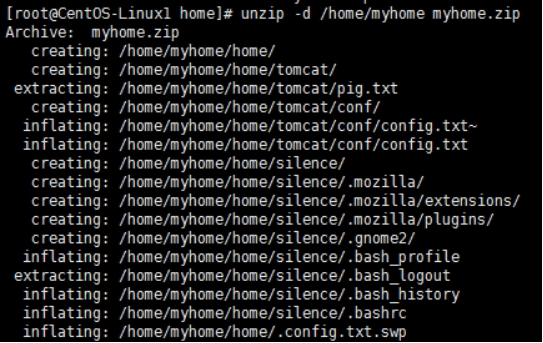 [root@CentOS-Linux1 home]# unzip -d /home/myhome myhome.zip
Archive:  myhome.zip
   creating: /home/myhome/home/
   creating: /home/myhome/home/tomcat/
 extracting: /home/myhome/home/tomcat/pig.txt
   creating: /home/myhome/home/tomcat/conf/
  inflating: /home/myhome/home/tomcat/conf/config.txt~
  inflating: /home/myhome/home/tomcat/conf/config.txt
   creating: /home/myhome/home/silence/
   creating: /home/myhome/home/silence/.mozilla/
   creating: /home/myhome/home/silence/.mozilla/extensions/
   creating: /home/myhome/home/silence/.mozilla/plugins/
   creating: /home/myhome/home/silence/.gnome2/
  inflating: /home/myhome/home/silence/.bash_profile
 extracting: /home/myhome/home/silence/.bash_logout
  inflating: /home/myhome/home/silence/.bash_history
  inflating: /home/myhome/home/silence/.bashrc
  inflating: /home/myhome/home/.config.txt.swp